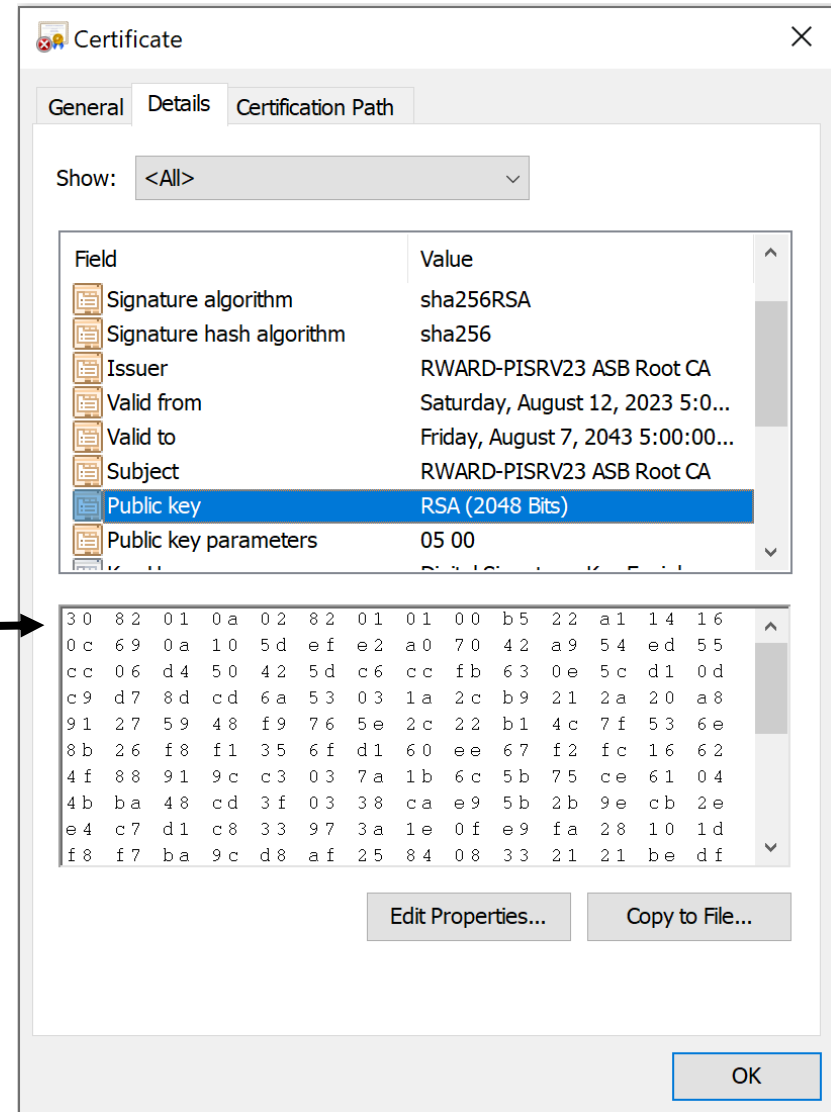 Certificate
General Details Certification Path
Show: <All>
Field Value
Signature algorithm sha256RSA
Signature hash algorithm sha256
Issuer RWARD-PISRV23 ASB Root CA
Valid from Saturday, August 12, 2023 5:0...
Valid to Friday, August 7, 2043 5:00:00...
Subject RWARD-PISRV23 ASB Root CA
Public key RSA (2048 Bits)
Public key parameters 05 00
30 82 01 0a 02 82 01 01 00 b5 22 a1 14 16
0c 69 0a 10 5d ef e2 a0 70 42 a9 54 ed 55
cc 06 d4 50 42 5d c6 cc fb 63 0e 5c d1 0d
c9 d7 8d cd 6a 53 03 1a 2c b9 21 2a 20 a8
91 27 59 48 f9 76 5e 2c 22 b1 4c 7f 53 6e
8b 26 f8 f1 35 6f d1 60 ee 67 f2 fc 16 62
4f 88 91 9c c3 03 7a 1b 6c 5b 75 ce 61 04
4b ba 48 cd 3f 03 38 ca e9 5b 2b 9e cb 2e
e4 c7 d1 c8 33 97 3a 1e 0f e9 fa 28 10 1d
f8 f7 ba 9c d8 af 25 84 08 33 21 21 be df
Edit Properties... Copy to File...
OK